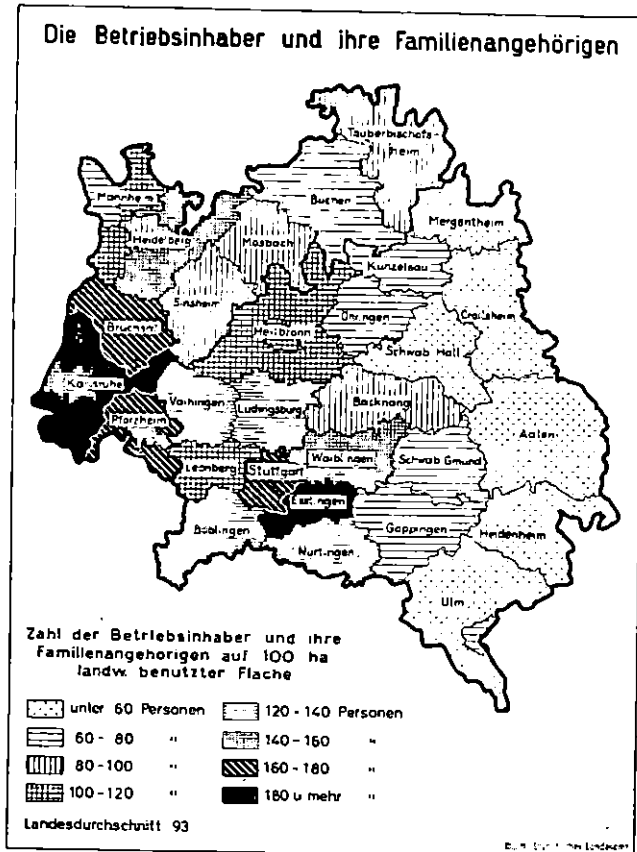 Die Betriebsinhaber und ihre Familienangehörigen
Tauberbischofs-
heim
Mannheim
Buchen
Mergentheim
Heidelberg
Mosbach
Künzelsau
Sinsheim
Öhringen
Crailsheim
Bruchsal
Heilbronn
Schwab Hall
Karlsruhe
Vaihingen
Ludwigsburg
Backnang
Pforzheim
Aalen
Leonberg
Stuttgart
Waiblingen
Schwab Gmünd
Esslingen
Böblingen
Nürtingen
Göppingen
Heidenheim
Ulm
Zahl der Betriebsinhaber und ihre
Familienangehörigen auf 100 ha
landw. benutzter Fläche
unter 60 Personen
60 - 80 "
80 - 100 "
100 - 120 "
120 - 140 Personen
140 - 160 "
160 - 180 "
180 u mehr "
Landesdurchschnitt 93